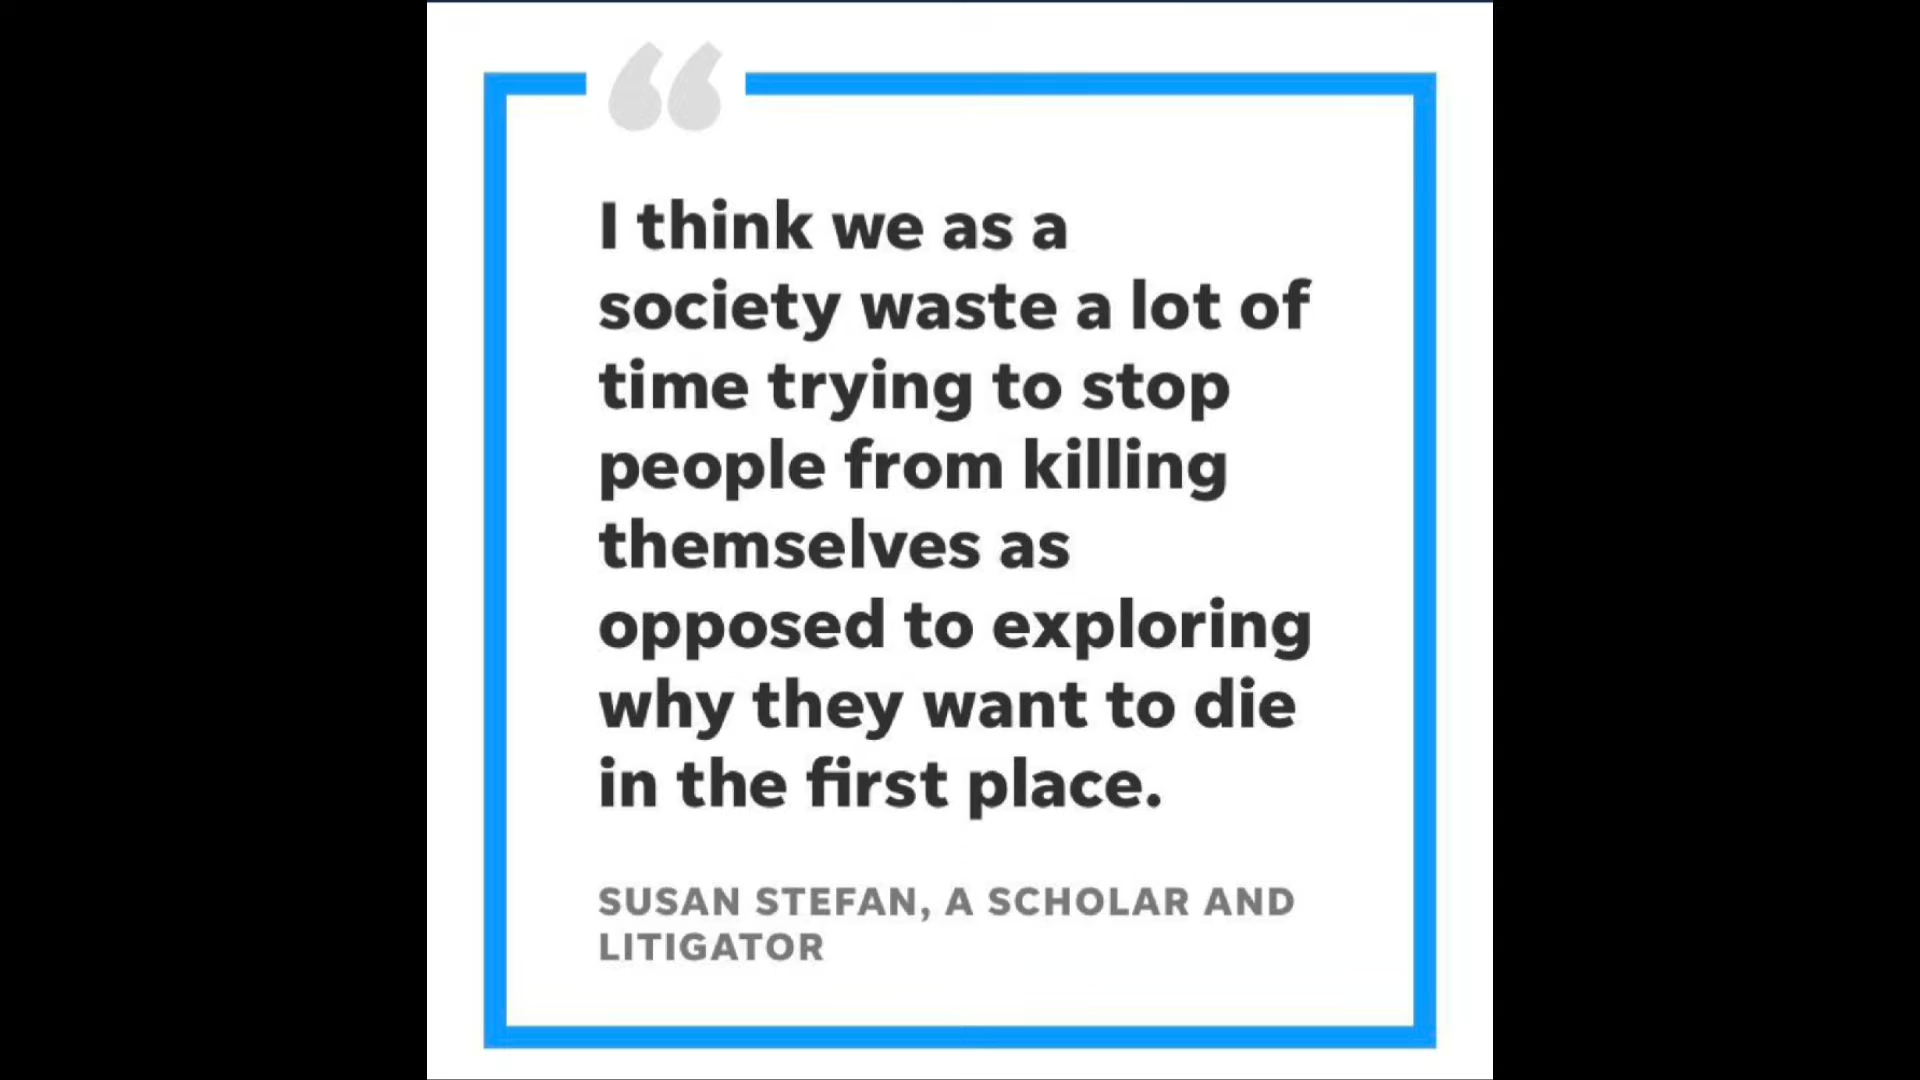 “
I think we as a
society waste a lot of
time trying to stop
people from killing
themselves as
opposed to exploring
why they want to die
in the first place.
SUSAN STEFAN, A SCHOLAR AND
LITIGATOR